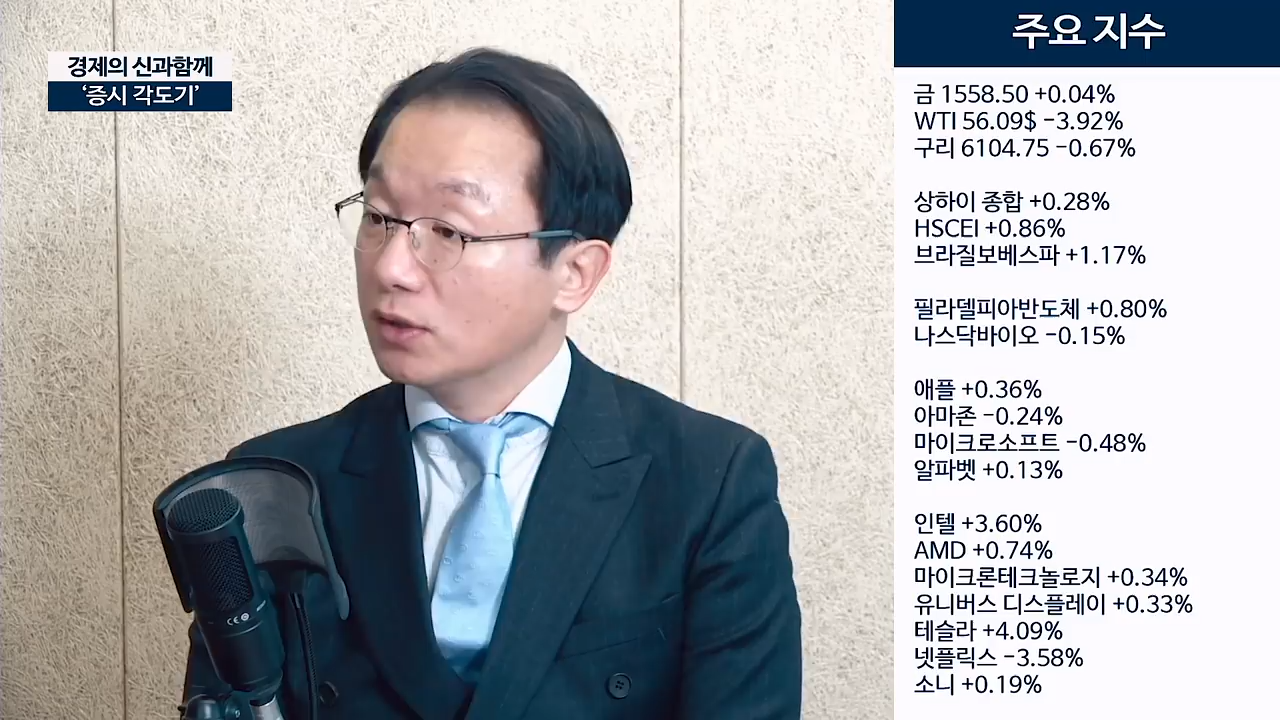 경제의 신과함께
‘증시 각도기’
주요 지수
금 1558.50 +0.04%
WTI 56.09$ -3.92%
구리 6104.75 -0.67%
상하이 종합 +0.28%
HSCEI +0.86%
브라질보베스파 +1.17%
필라델피아반도체 +0.80%
나스닥바이오 -0.15%
애플 +0.36%
아마존 -0.24%
마이크로소프트 -0.48%
알파벳 +0.13%
인텔 +3.60%
AMD +0.74%
마이크론테크놀로지 +0.34%
유니버스 디스플레이 +0.33%
테슬라 +4.09%
넷플릭스 -3.58%
소니 +0.19%